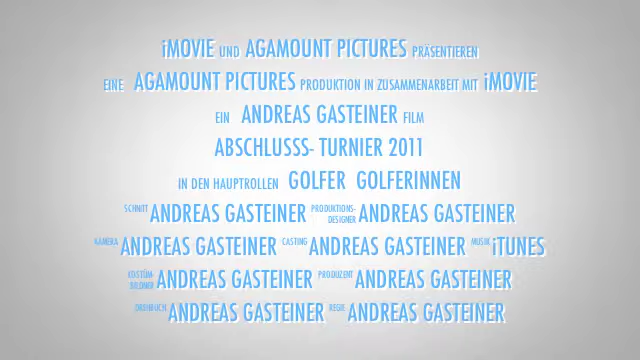 iMOVIE UND AGAMOUNT PICTURES PRÄSENTIEREN
EINE AGAMOUNT PICTURES PRODUKTION IN ZUSAMMENARBEIT MIT iMOVIE
EIN ANDREAS GASTEINER FILM
ABSCHLUSSS- TURNIER 2011
IN DEN HAUPTROLLEN GOLFER GOLFERINNEN
SCHNITT ANDREAS GASTEINER PRODUKTIONS-DESIGNER ANDREAS GASTEINER
KAMERA ANDREAS GASTEINER CASTING ANDREAS GASTEINER MUSIK iTUNES
KOSTÜM-BILDNER ANDREAS GASTEINER PRODUZENT ANDREAS GASTEINER
DREHBUCH ANDREAS GASTEINER REGIE ANDREAS GASTEINER